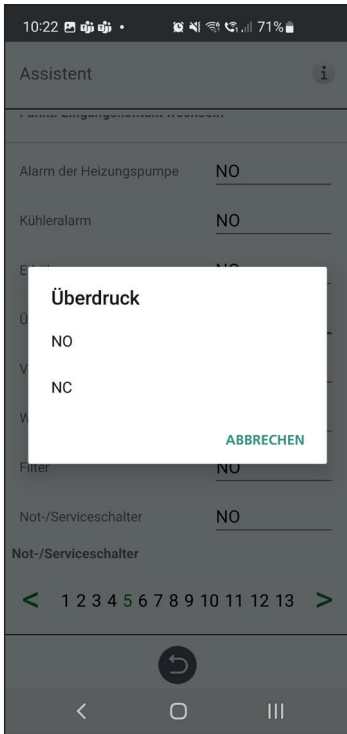 10:22 71%
Assistent i
Alarm der Heizungspumpe NO
Kühleralarm NO
Überdruck
NO
NC
ABBRECHEN
Filter NO
Not-/Serviceschalter NO
Not-/Serviceschalter
< 1 2 3 4 5 6 7 8 9 10 11 12 13 >